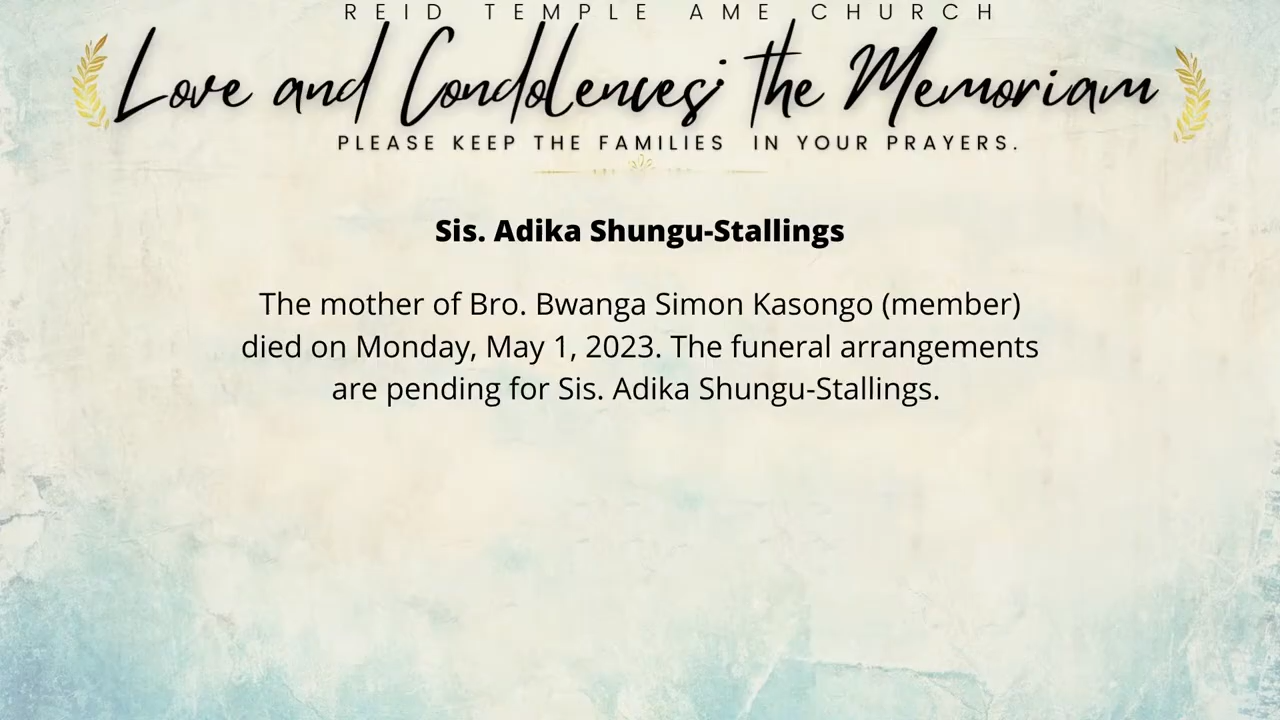 REID TEMPLE AME CHURCH
Love and Condolences; the Memoriam
PLEASE KEEP THE FAMILIES IN YOUR PRAYERS.
Sis. Adika Shungu-Stallings
The mother of Bro. Bwanga Simon Kasongo (member)
died on Monday, May 1, 2023. The funeral arrangements
are pending for Sis. Adika Shungu-Stallings.